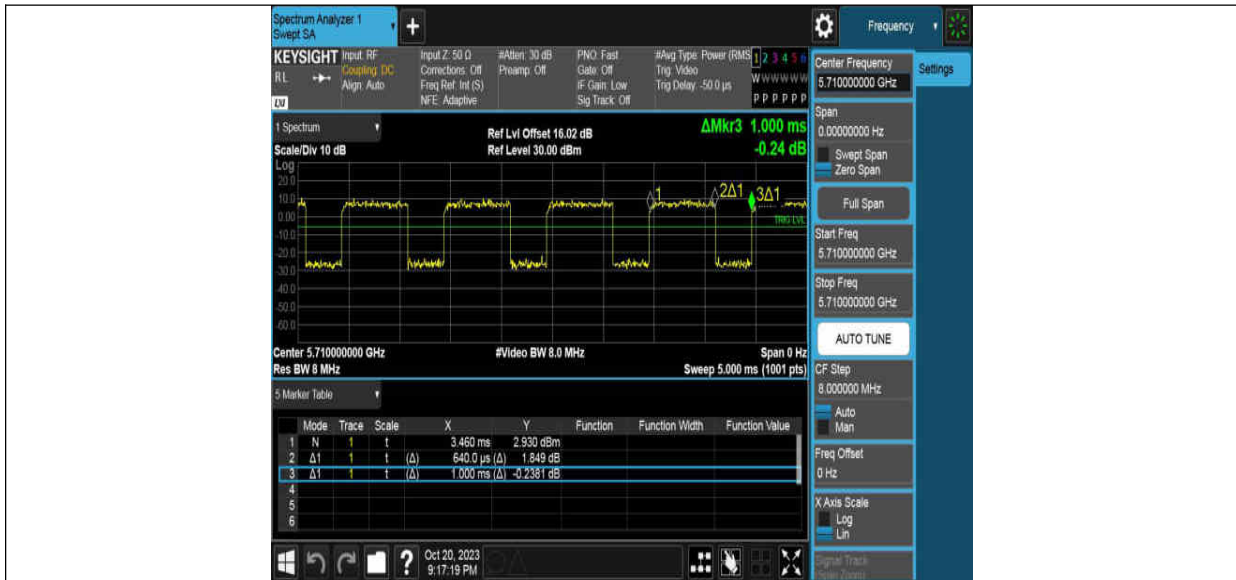 Spectrum Analyzer 1
Swept SA
+
Frequency
KEYSIGHT
RL
Input: RF
Coupling: DC
Align: Auto
Input Z: 50 Ω
Corrections: Off
Freq Ref: Int (S)
NFE: Adaptive
#Atten: 30 dB
Preamp: Off
PNO: Fast
Gate: Off
IF Gain: Low
Sig Track: Off
#Avg Type: Power (RMS
Trig: Video
Trig Delay: -50.0 µs
1 2 3 4 5 6
W W W W W W
P P P P P P
1 Spectrum
Scale/Div 10 dB
Ref Lvl Offset 16.02 dB
Ref Level 30.00 dBm
ΔMkr3 1.000 ms
-0.24 dB
Log
20.0
10.0
0.00
-10.0
-20.0
-30.0
-40.0
-50.0
-60.0
1
2Δ1
3Δ1
TRIG LVL
Center 5.710000000 GHz
#Video BW 8.0 MHz
Span 0 Hz
Res BW 8 MHz
Sweep 5.000 ms (1001 pts)
5 Marker Table
Mode Trace Scale X Y Function Function Width Function Value
1 N 1 t 3.460 ms 2.930 dBm
2 Δ1 1 t (Δ) 640.0 µs (Δ) 1.849 dB
3 Δ1 1 t (Δ) 1.000 ms (Δ) -0.2381 dB
4
5
6
?
Oct 20, 2023
9:17:19 PM
Center Frequency
5.710000000 GHz
Settings
Span
0.00000000 Hz
Swept Span
Zero Span
Full Span
Start Freq
5.710000000 GHz
Stop Freq
5.710000000 GHz
AUTO TUNE
CF Step
8.000000 MHz
Auto
Man
Freq Offset
0 Hz
X Axis Scale
Log
Lin
Signal Track
(Span Zoom)